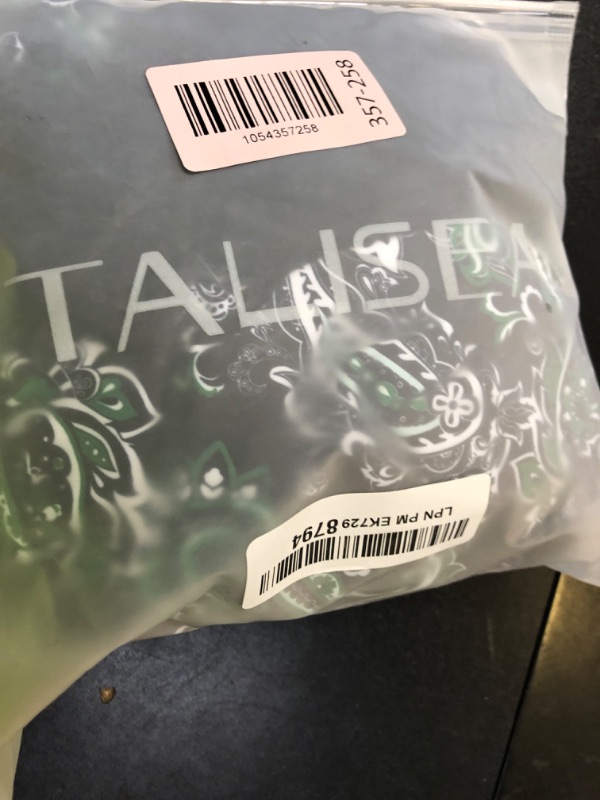 1054357258
357-258
TALISEA
LPN PM EK729 8794